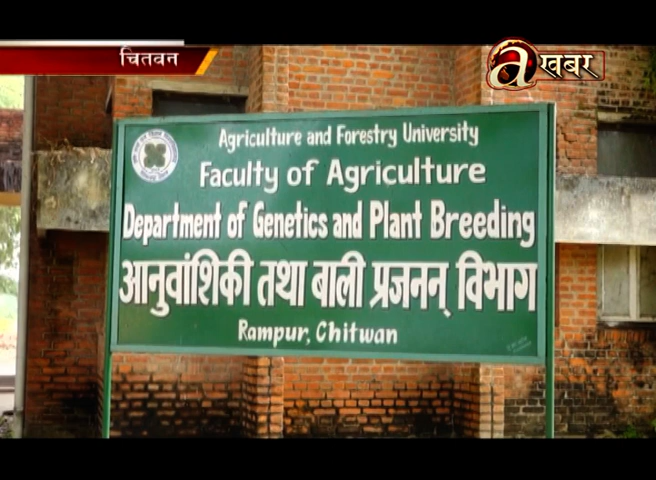 चितवन
a खबर
Agriculture and Forestry University
Faculty of Agriculture
Department of Genetics and Plant Breeding
आनुवांशिकी तथा बाली प्रजनन् विभाग
Rampur, Chitwan